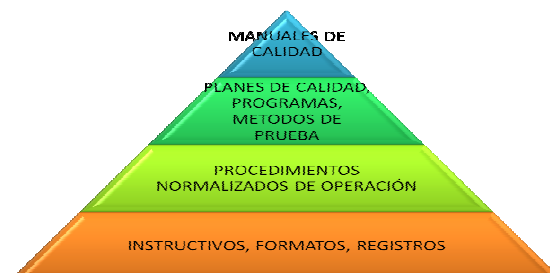 MANUALES DE
CALIDAD
PLANES DE CALIDAD,
PROGRAMAS,
METODOS DE
PRUEBA
PROCEDIMIENTOS
NORMALIZADOS DE OPERACIÓN
INSTRUCTIVOS, FORMATOS, REGISTROS